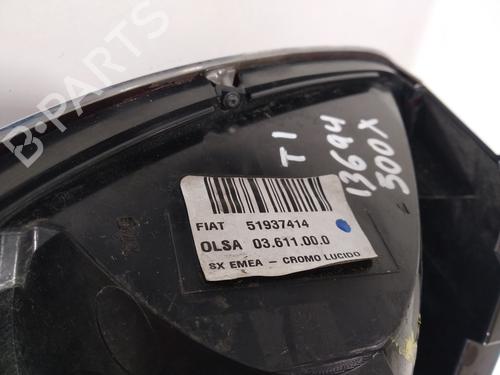 B-PARTS
T1
13694
500X
FIAT 51937414
OLSA 03.611.00.0
SX EMEA – CROMO LUCIDO